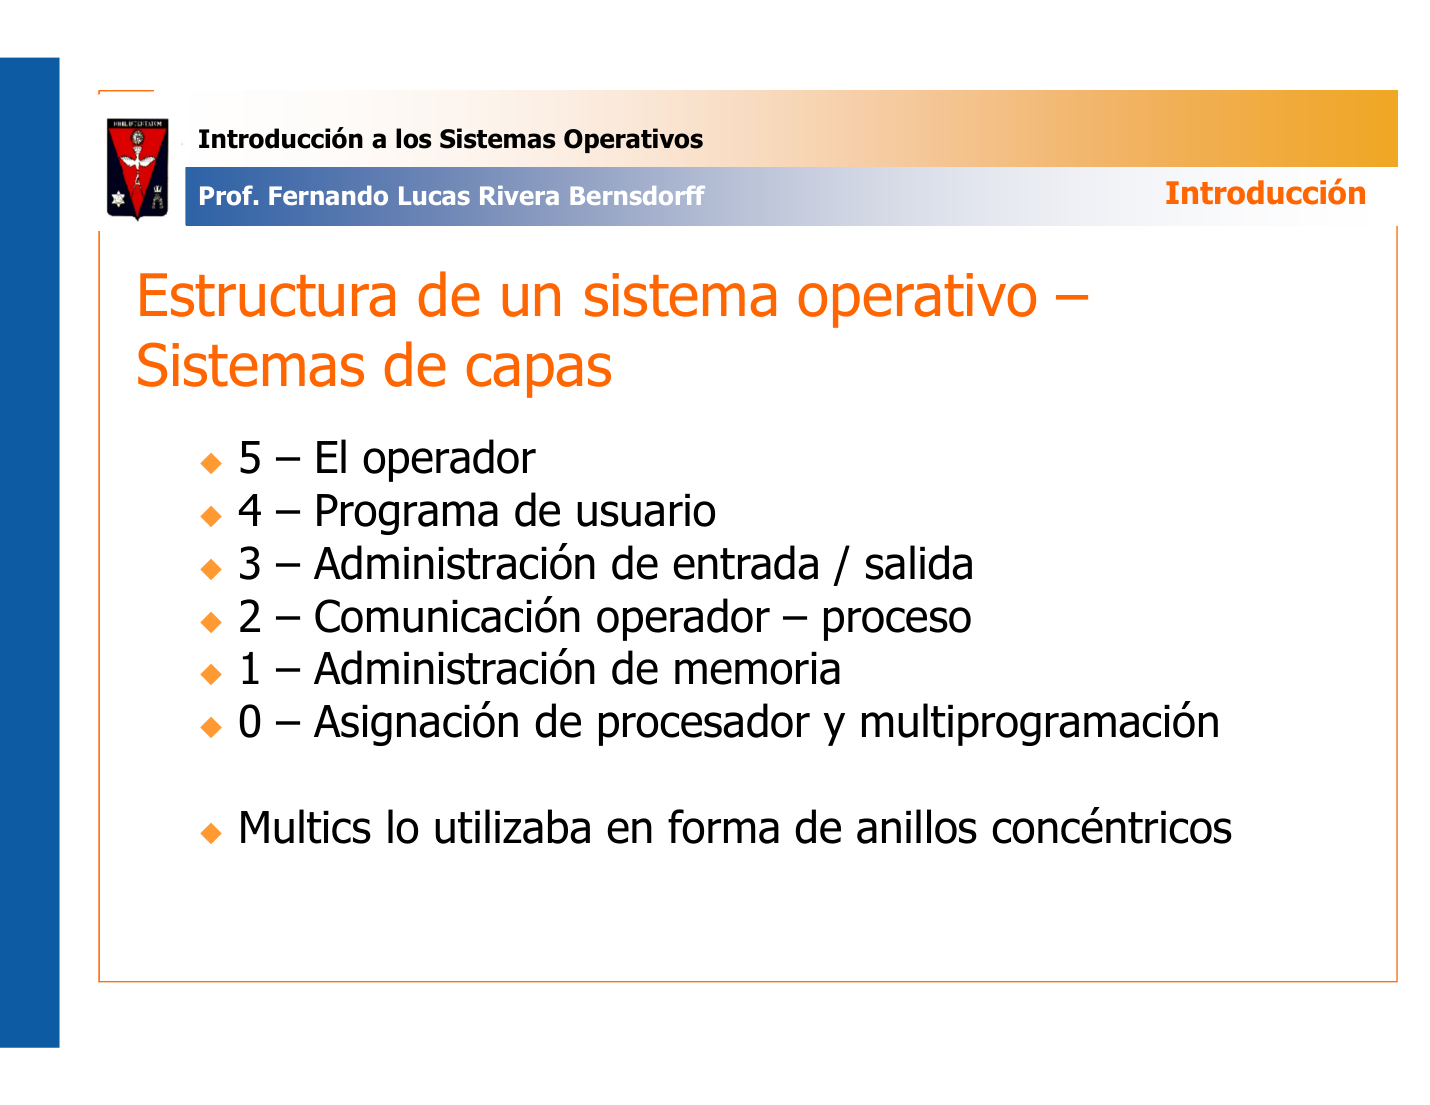 Introducción a los Sistemas Operativos
Prof. Fernando Lucas Rivera Bernsdorff
Introducción
Estructura de un sistema operativo –
Sistemas de capas
◆ 5 – El operador
◆ 4 – Programa de usuario
◆ 3 – Administración de entrada / salida
◆ 2 – Comunicación operador – proceso
◆ 1 – Administración de memoria
◆ 0 – Asignación de procesador y multiprogramación
◆ Multics lo utilizaba en forma de anillos concéntricos